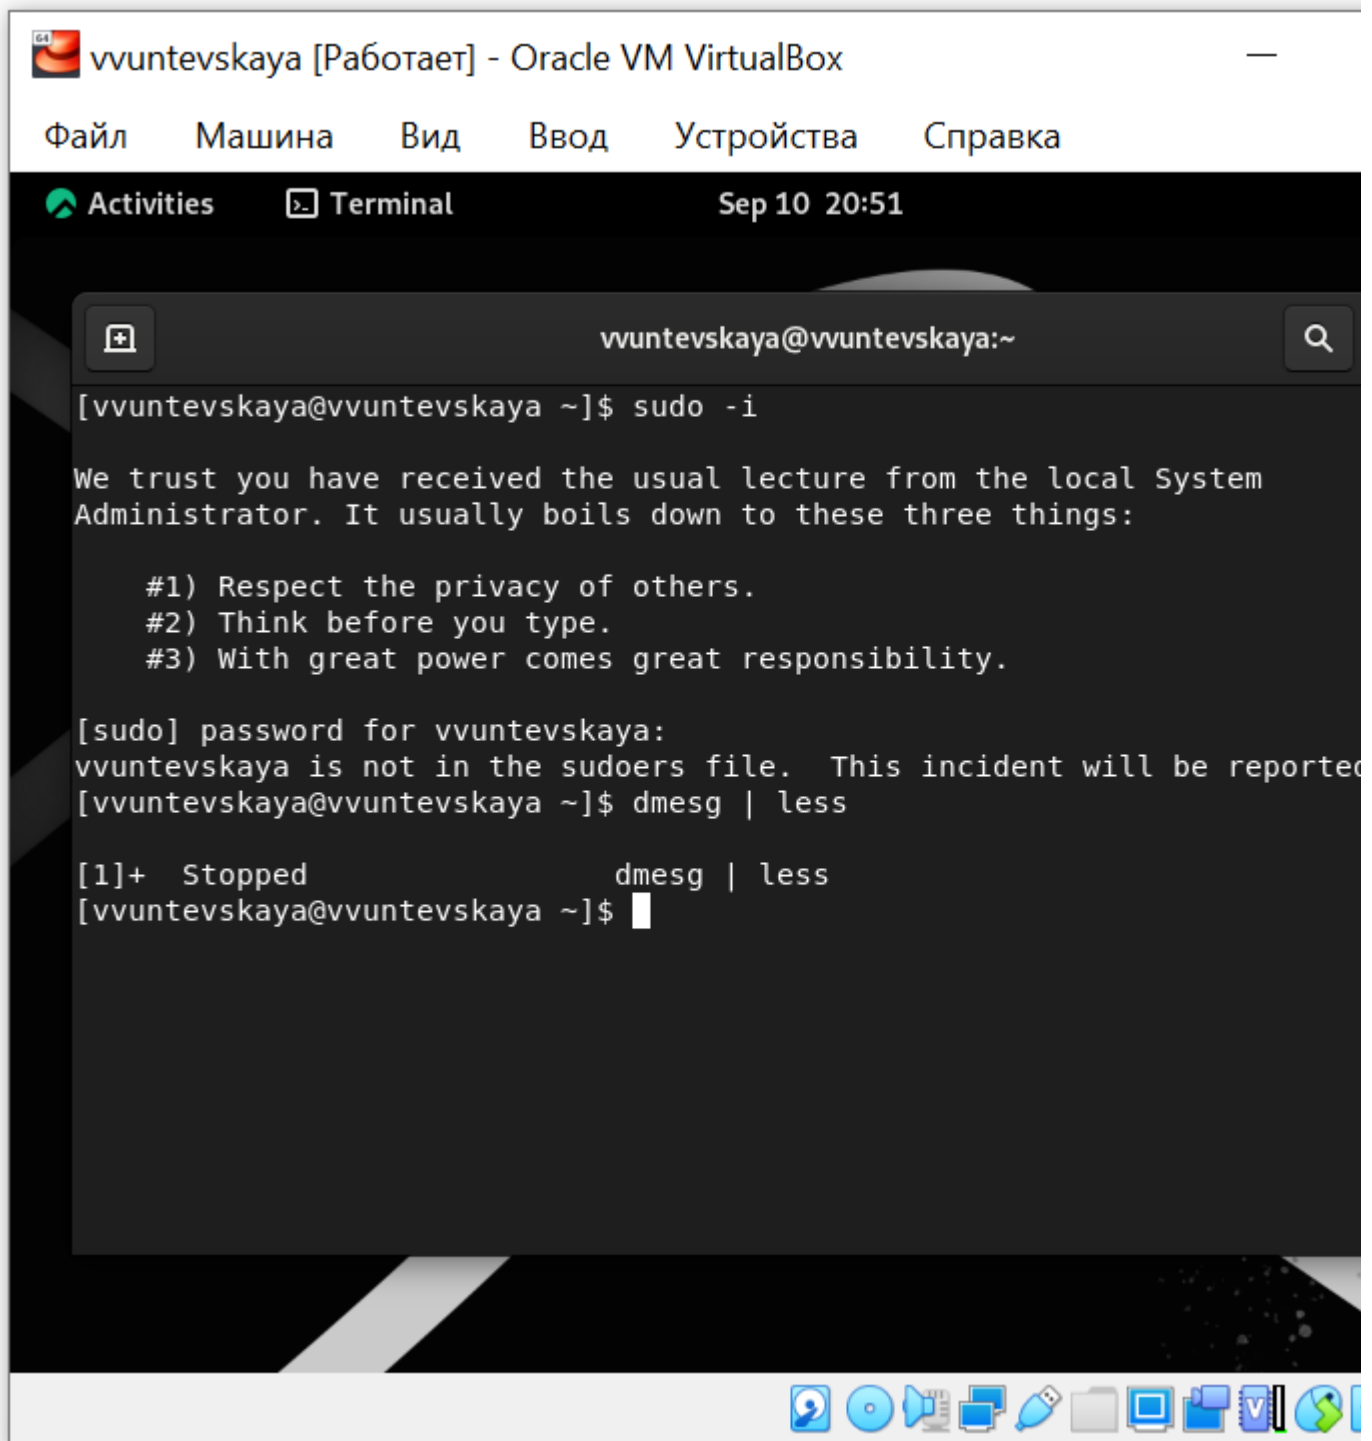 vvuntevskaya [Работает] - Oracle VM VirtualBox
Файл Машина Вид Ввод Устройства Справка
Activities Terminal Sep 10 20:51
vvuntevskaya@vvuntevskaya:~
[vvuntevskaya@vvuntevskaya ~]$ sudo -i
We trust you have received the usual lecture from the local System
Administrator. It usually boils down to these three things:
#1) Respect the privacy of others.
#2) Think before you type.
#3) With great power comes great responsibility.
[sudo] password for vvuntevskaya:
vvuntevskaya is not in the sudoers file.  This incident will be reported
[vvuntevskaya@vvuntevskaya ~]$ dmesg | less
[1]+  Stopped                 dmesg | less
[vvuntevskaya@vvuntevskaya ~]$